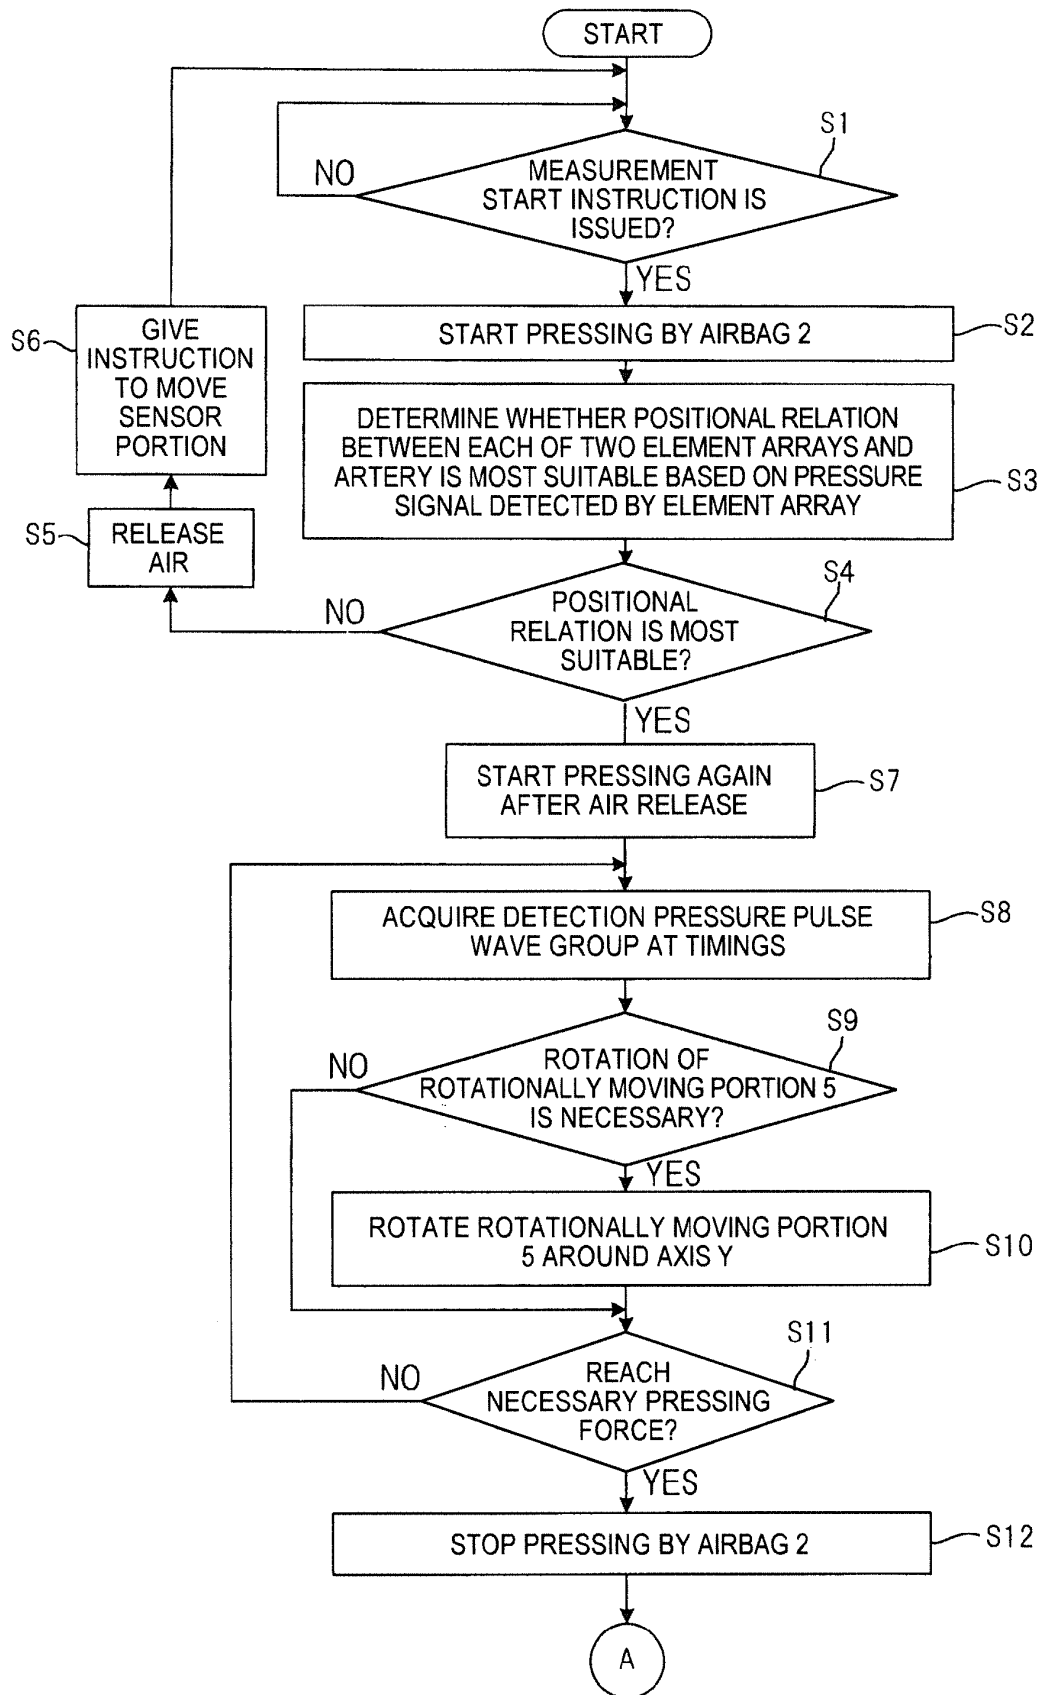 START
S1
MEASUREMENT
START INSTRUCTION IS
ISSUED?
NO
YES
S2
START PRESSING BY AIRBAG 2
S6
GIVE
INSTRUCTION
TO MOVE
SENSOR
PORTION
DETERMINE WHETHER POSITIONAL RELATION
BETWEEN EACH OF TWO ELEMENT ARRAYS AND
ARTERY IS MOST SUITABLE BASED ON PRESSURE
SIGNAL DETECTED BY ELEMENT ARRAY
S3
S5
RELEASE
AIR
S4
POSITIONAL
RELATION IS MOST
SUITABLE?
NO
YES
START PRESSING AGAIN
AFTER AIR RELEASE
S7
ACQUIRE DETECTION PRESSURE PULSE
WAVE GROUP AT TIMINGS
S8
S9
ROTATION OF
ROTATIONALLY MOVING PORTION 5
IS NECESSARY?
NO
YES
ROTATE ROTATIONALLY MOVING PORTION
5 AROUND AXIS Y
S10
S11
REACH
NECESSARY PRESSING
FORCE?
NO
YES
STOP PRESSING BY AIRBAG 2
S12
A